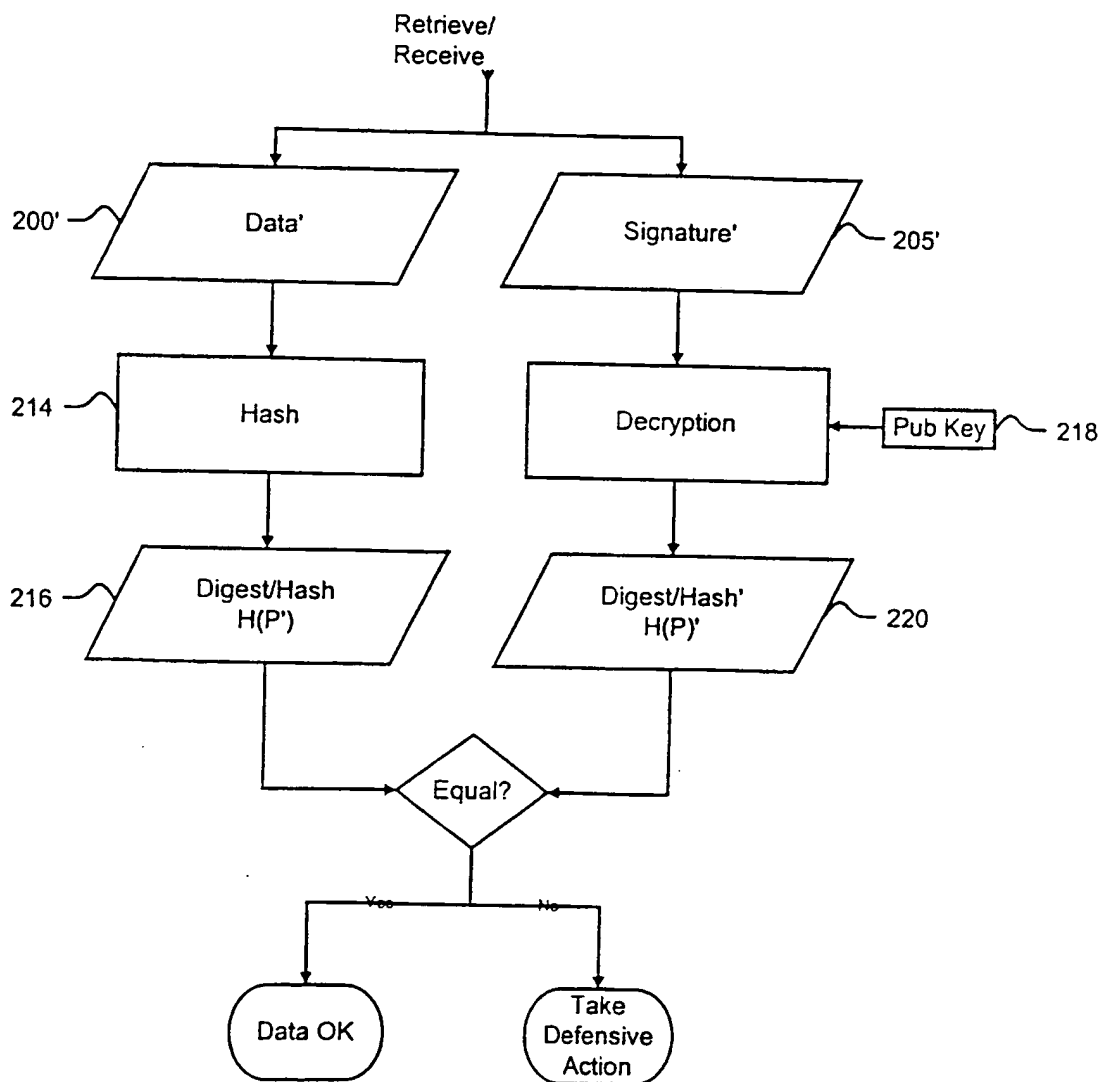 Retrieve/
Receive
200'
Data'
Signature'
205'
214
Hash
Decryption
Pub Key
218
216
Digest/Hash
H(P')
Digest/Hash'
H(P)'
220
Equal?
Yes
No
Data OK
Take
Defensive
Action